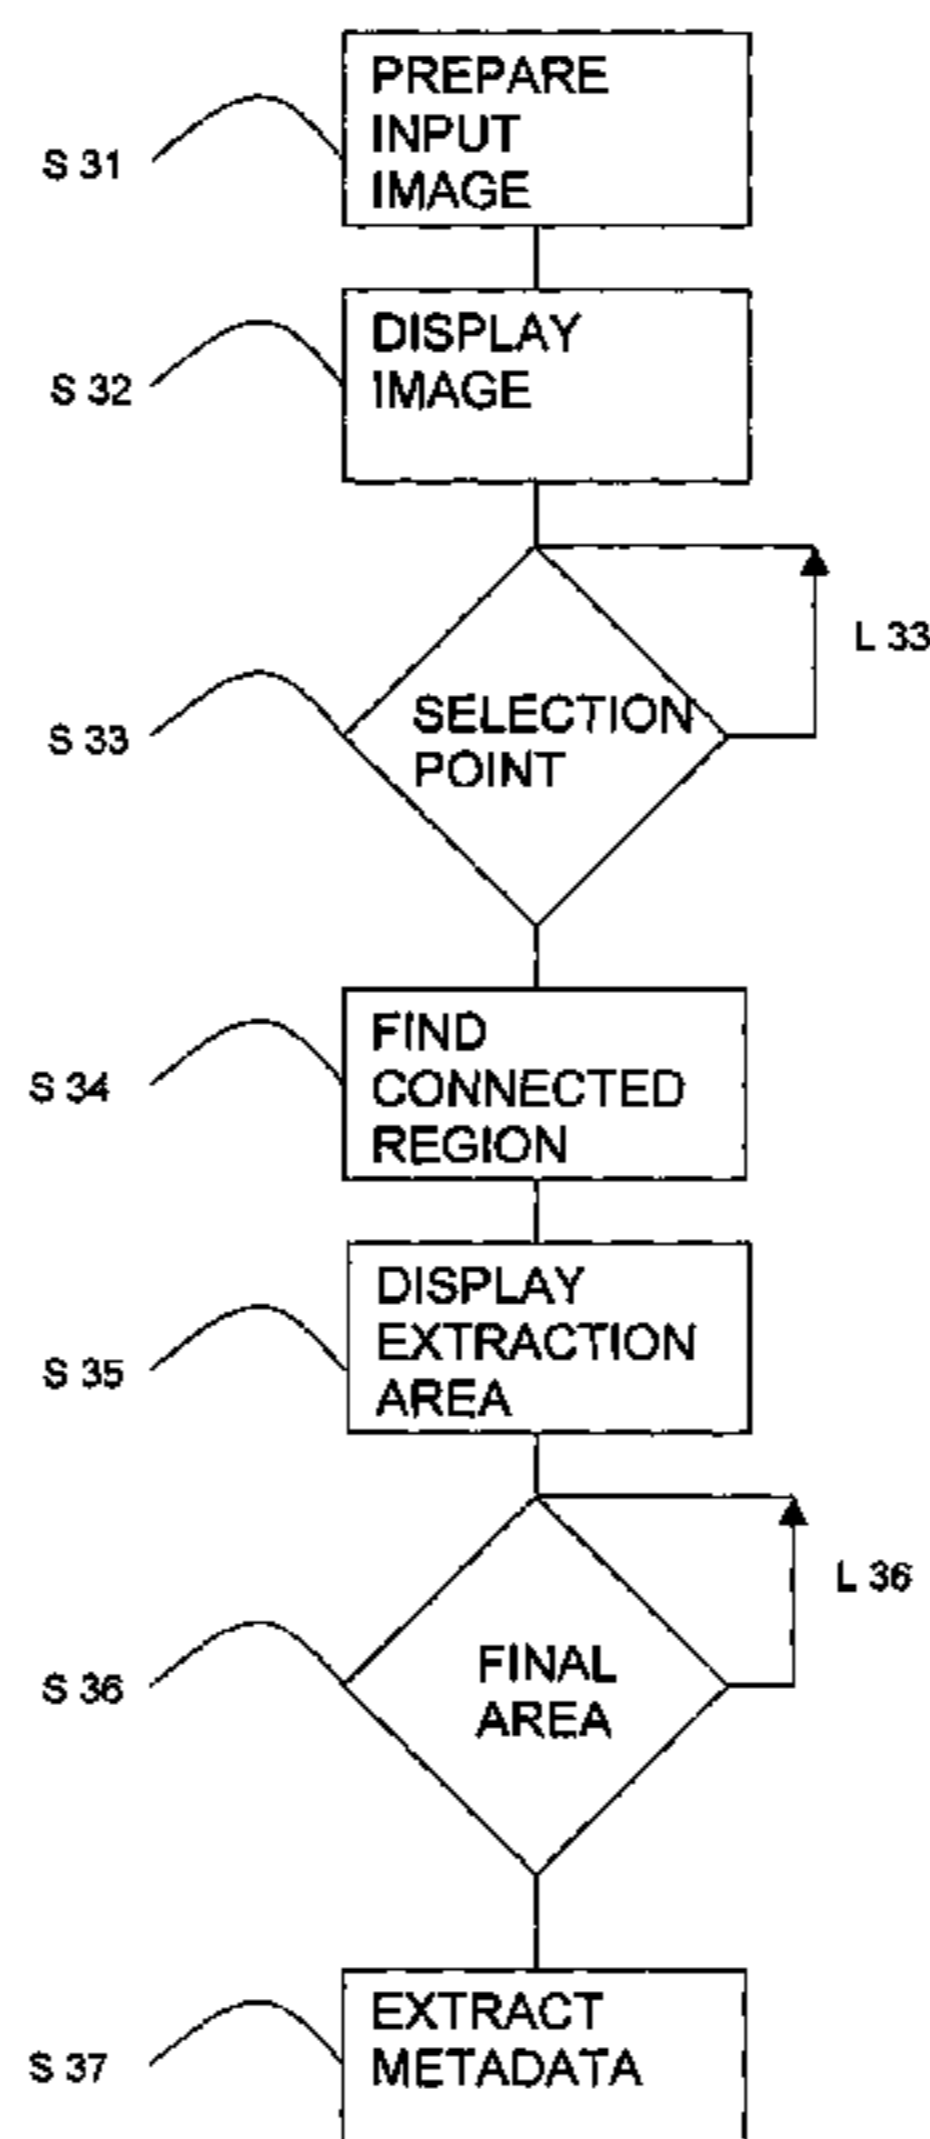 PREPARE
INPUT
IMAGE
S 31
DISPLAY
IMAGE
S 32
L 33
SELECTION
POINT
S 33
FIND
CONNECTED
REGION
S 34
DISPLAY
EXTRACTION
AREA
S 35
L 36
FINAL
AREA
S 36
EXTRACT
METADATA
S 37